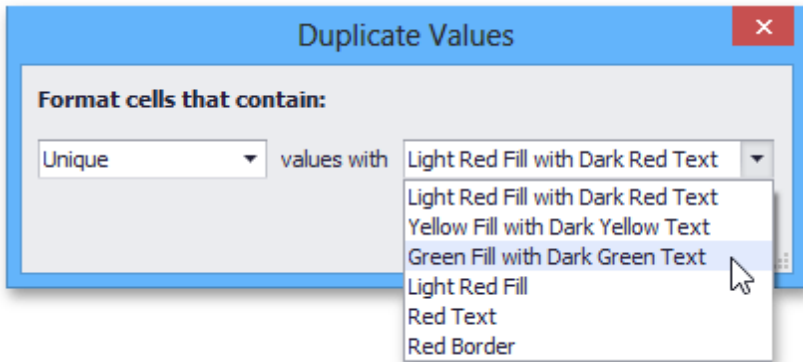 Duplicate Values
Format cells that contain:
Unique values with Light Red Fill with Dark Red Text
Light Red Fill with Dark Red Text
Yellow Fill with Dark Yellow Text
Green Fill with Dark Green Text
Light Red Fill
Red Text
Red Border